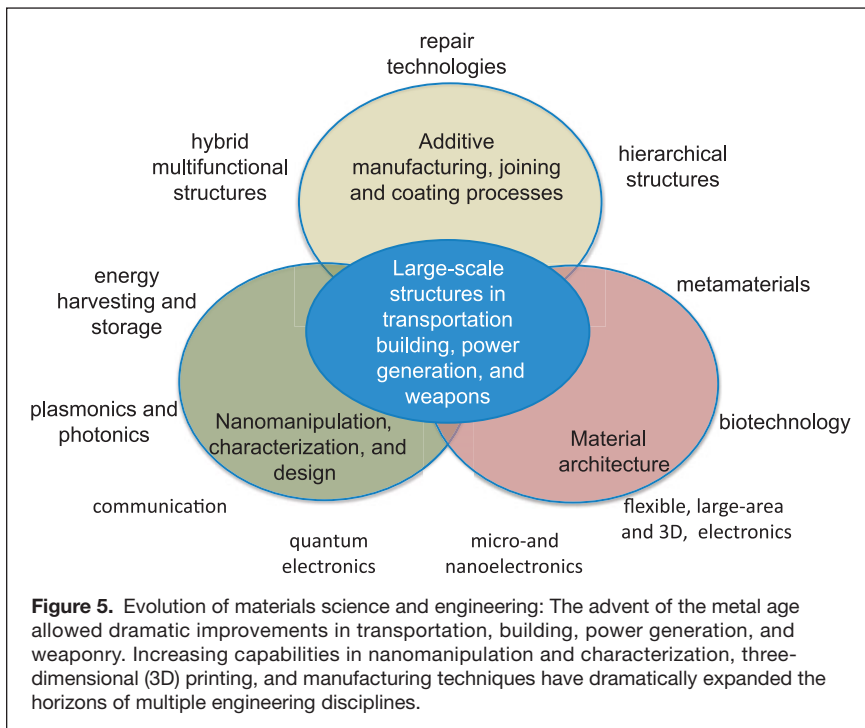 repair
technologies
hybrid
multifunctional
structures
Additive
manufacturing, joining
and coating processes
hierarchical
structures
energy
harvesting and
storage
Large-scale
structures in
transportation
building, power
generation, and
weapons
metamaterials
plasmonics and
photonics
Nanomanipulation,
characterization, and
design
Material
architecture
biotechnology
communication
quantum
electronics
micro-and
nanoelectronics
flexible, large-area
and 3D,  electronics
Figure 5. Evolution of materials science and engineering: The advent of the metal age
allowed dramatic improvements in transportation, building, power generation, and
weaponry. Increasing capabilities in nanomanipulation and characterization, three-
dimensional (3D) printing, and manufacturing techniques have dramatically expanded the
horizons of multiple engineering disciplines.